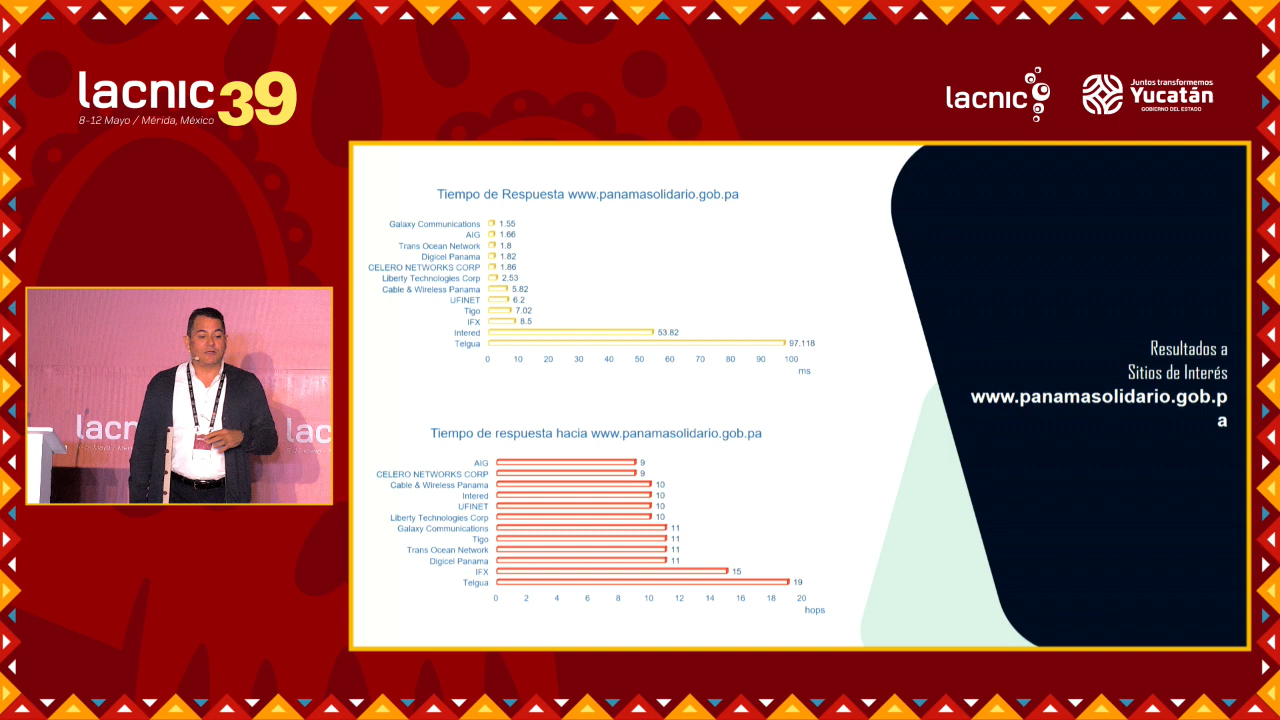 lacnic 39
8-12 Mayo / Mérida, México
lacnic
Juntos transformemos
Yucatán
GOBIERNO DEL ESTADO
Tiempo de Respuesta www.panamasolidario.gob.pa
Galaxy Communications 1.55
AIG 1.66
Trans Ocean Network 1.8
Digicel Panama 1.82
CELERO NETWORKS CORP 1.86
Liberty Technologies Corp 2.53
Cable & Wireless Panama 5.82
UFINET 6.2
Tigo 7.02
IFX 8.5
Intered 53.82
Telgua 97.118
0 10 20 30 40 50 60 70 80 90 100
ms
Tiempo de respuesta hacia www.panamasolidario.gob.pa
AIG 9
CELERO NETWORKS CORP 9
Cable & Wireless Panama 10
Intered 10
UFINET 10
Liberty Technologies Corp 10
Galaxy Communications 11
Tigo 11
Trans Ocean Network 11
Digicel Panama 11
IFX 15
Telgua 19
0 2 4 6 8 10 12 14 16 18 20
hops
Resultados a
Sitios de Interés
www.panamasolidario.gob.p
a
lacn
lac